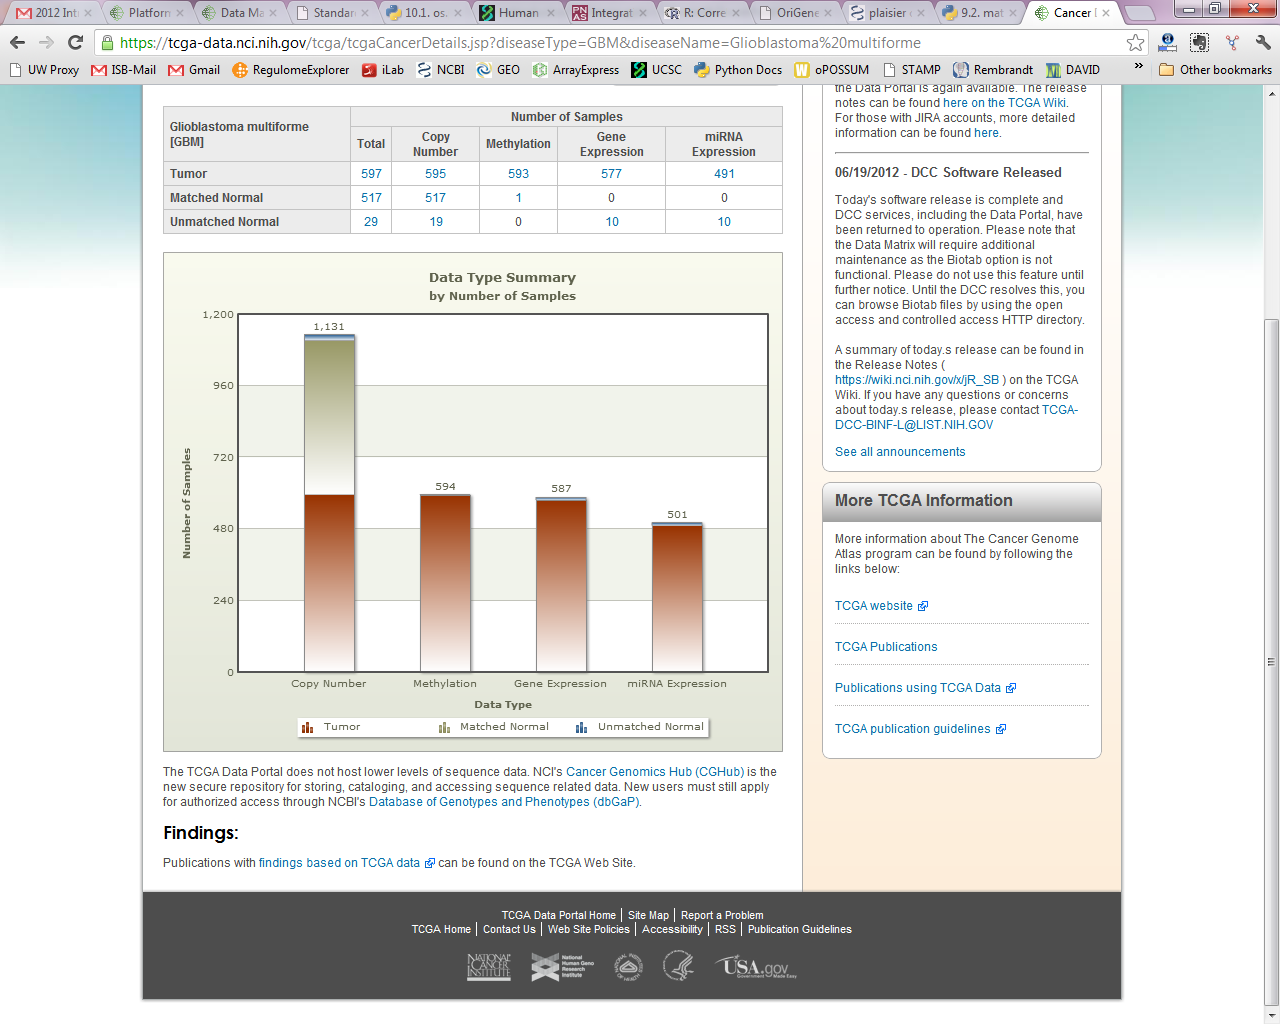 2012 Int
Platform
Data Ma
Standar
10.1. os.
Human
Integrat
R: Corre
OriGene
plaisier
9.2. mat
Cancer
https://tcga-data.nci.nih.gov/tcga/tcgaCancerDetails.jsp?diseaseType=GBM&diseaseName=Glioblastoma%20multiforme
UW Proxy
ISB-Mail
Gmail
RegulomeExplorer
iLab
NCBI
GEO
ArrayExpress
UCSC
Python Docs
oPOSSUM
STAMP
Rembrandt
DAVID
»
Other bookmarks
Glioblastoma multiforme
[GBM]
Number of Samples
Total
Copy
Number
Methylation
Gene
Expression
miRNA
Expression
Tumor 597 595 593 577 491
Matched Normal 517 517 1 0 0
Unmatched Normal 29 19 0 10 10
Data Type Summary
by Number of Samples
Number of Samples
1,200
960
720
480
240
0
1,131
594
587
501
Copy Number
Methylation
Gene Expression
miRNA Expression
Data Type
Tumor
Matched Normal
Unmatched Normal
The TCGA Data Portal does not host lower levels of sequence data. NCI's Cancer Genomics Hub (CGHub) is the
new secure repository for storing, cataloging, and accessing sequence related data. New users must still apply
for authorized access through NCBI's Database of Genotypes and Phenotypes (dbGaP).
Findings:
Publications with findings based on TCGA data can be found on the TCGA Web Site.
the Data Portal is again available. The release
notes can be found here on the TCGA Wiki.
For those with JIRA accounts, more detailed
information can be found here.
06/19/2012 - DCC Software Released
Today's software release is complete and
DCC services, including the Data Portal, have
been returned to operation. Please note that
the Data Matrix will require additional
maintenance as the Biotab option is not
functional. Please do not use this feature until
further notice. Until the DCC resolves this, you
can browse Biotab files by using the open
access and controlled access HTTP directory.
A summary of today.s release can be found in
the Release Notes (
https://wiki.nci.nih.gov/x/jR_SB ) on the TCGA
Wiki. If you have any questions or concerns
about today.s release, please contact TCGA-
DCC-BINF-L@LIST.NIH.GOV
See all announcements
More TCGA Information
More information about The Cancer Genome
Atlas program can be found by following the
links below:
TCGA website
TCGA Publications
Publications using TCGA Data
TCGA publication guidelines
TCGA Data Portal Home | Site Map | Report a Problem
TCGA Home | Contact Us | Web Site Policies | Accessibility | RSS | Publication Guidelines
NATIONAL
CANCER
INSTITUTE
National
Human Geno
Research
Institute
USA.gov
Government Made Easy